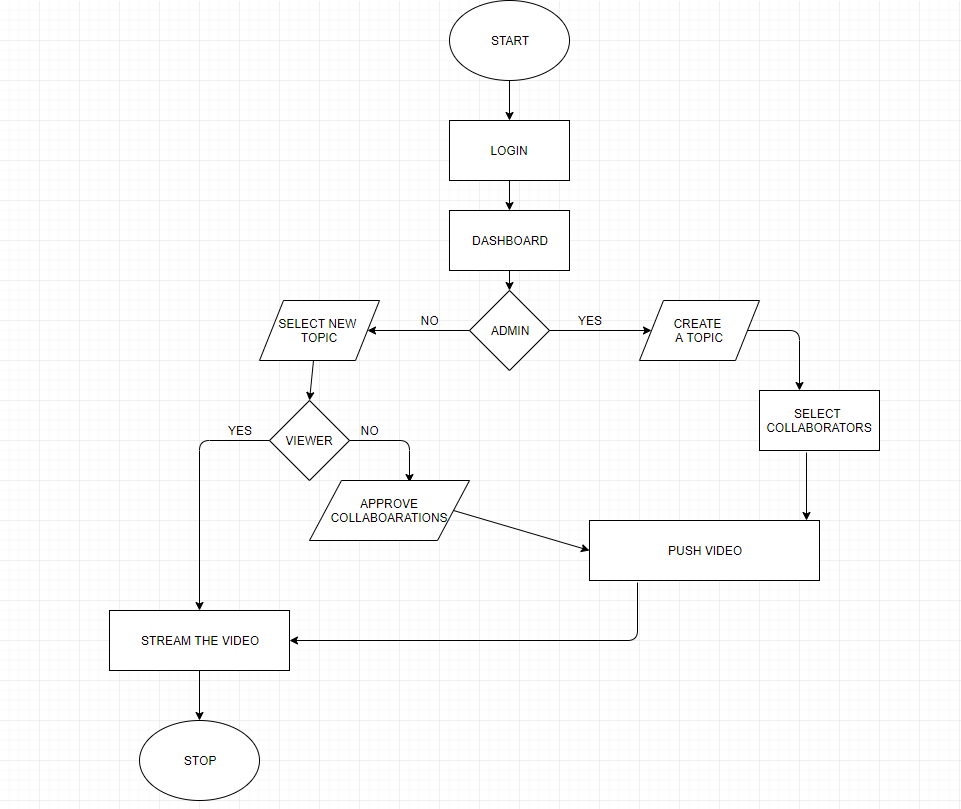 START
LOGIN
DASHBOARD
NO
ADMIN
YES
SELECT NEW
TOPIC
CREATE
A TOPIC
YES
VIEWER
NO
SELECT
COLLABORATORS
APPROVE
COLLABOARATIONS
PUSH VIDEO
STREAM THE VIDEO
STOP